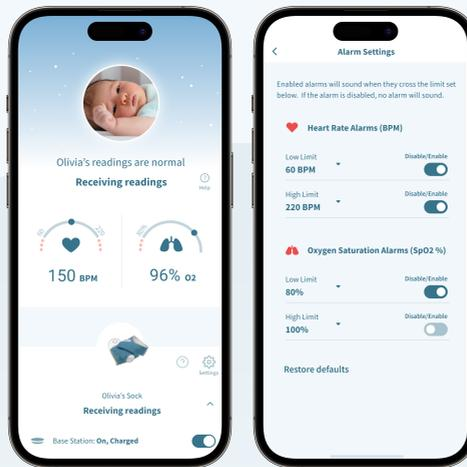 Olivia's readings are normal
Receiving readings
Help
60
220
80%
150 BPM
96% O2
Settings
Olivia's Sock
Receiving readings
Base Station: On, Charged
Alarm Settings
Enabled alarms will sound when they cross the limit set
below. If the alarm is disabled, no alarm will sound.
Heart Rate Alarms (BPM)
Low Limit
Disable/Enable
60 BPM
High Limit
Disable/Enable
220 BPM
Oxygen Saturation Alarms (SpO2 %)
Low Limit
Disable/Enable
80%
High Limit
Disable/Enable
100%
Restore defaults